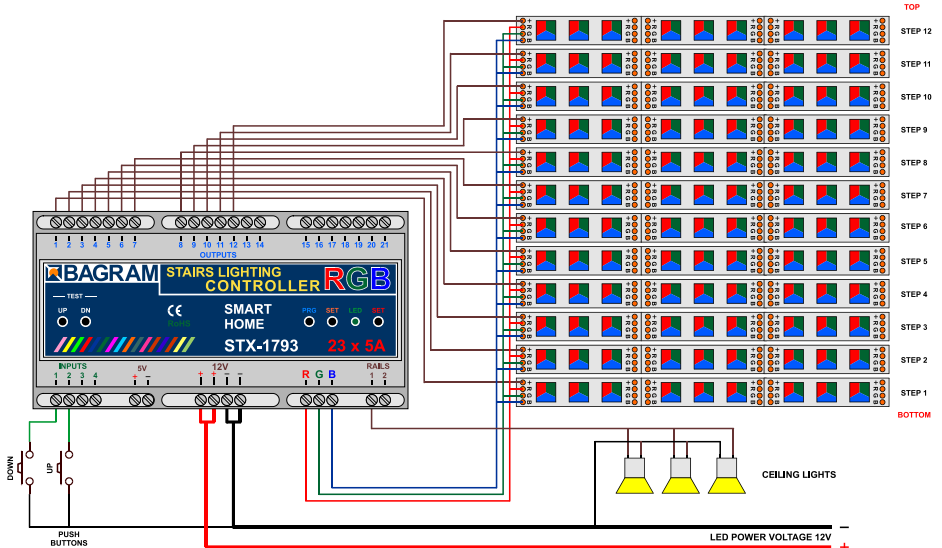 TOP
STEP 12
STEP 11
STEP 10
STEP 9
STEP 8
STEP 7
STEP 6
STEP 5
STEP 4
STEP 3
STEP 2
STEP 1
BOTTOM
+ R G B
1 2 3 4 5 6 7
8 9 10 11 12 13 14
15 16 17 18 19 20 21
OUTPUTS
BAGRAM
STAIRS LIGHTING
CONTROLLER
RGB
TEST
UP DN
CE
RoHS
SMART
HOME
PRG SET LED SET
STX-1793
23 x 5A
INPUTS
1 2 3 4
5V
+ −
12V
+ + − −
R G B
RAILS
1 2
DOWN
UP
PUSH
BUTTONS
CEILING LIGHTS
LED POWER VOLTAGE 12V
−
+